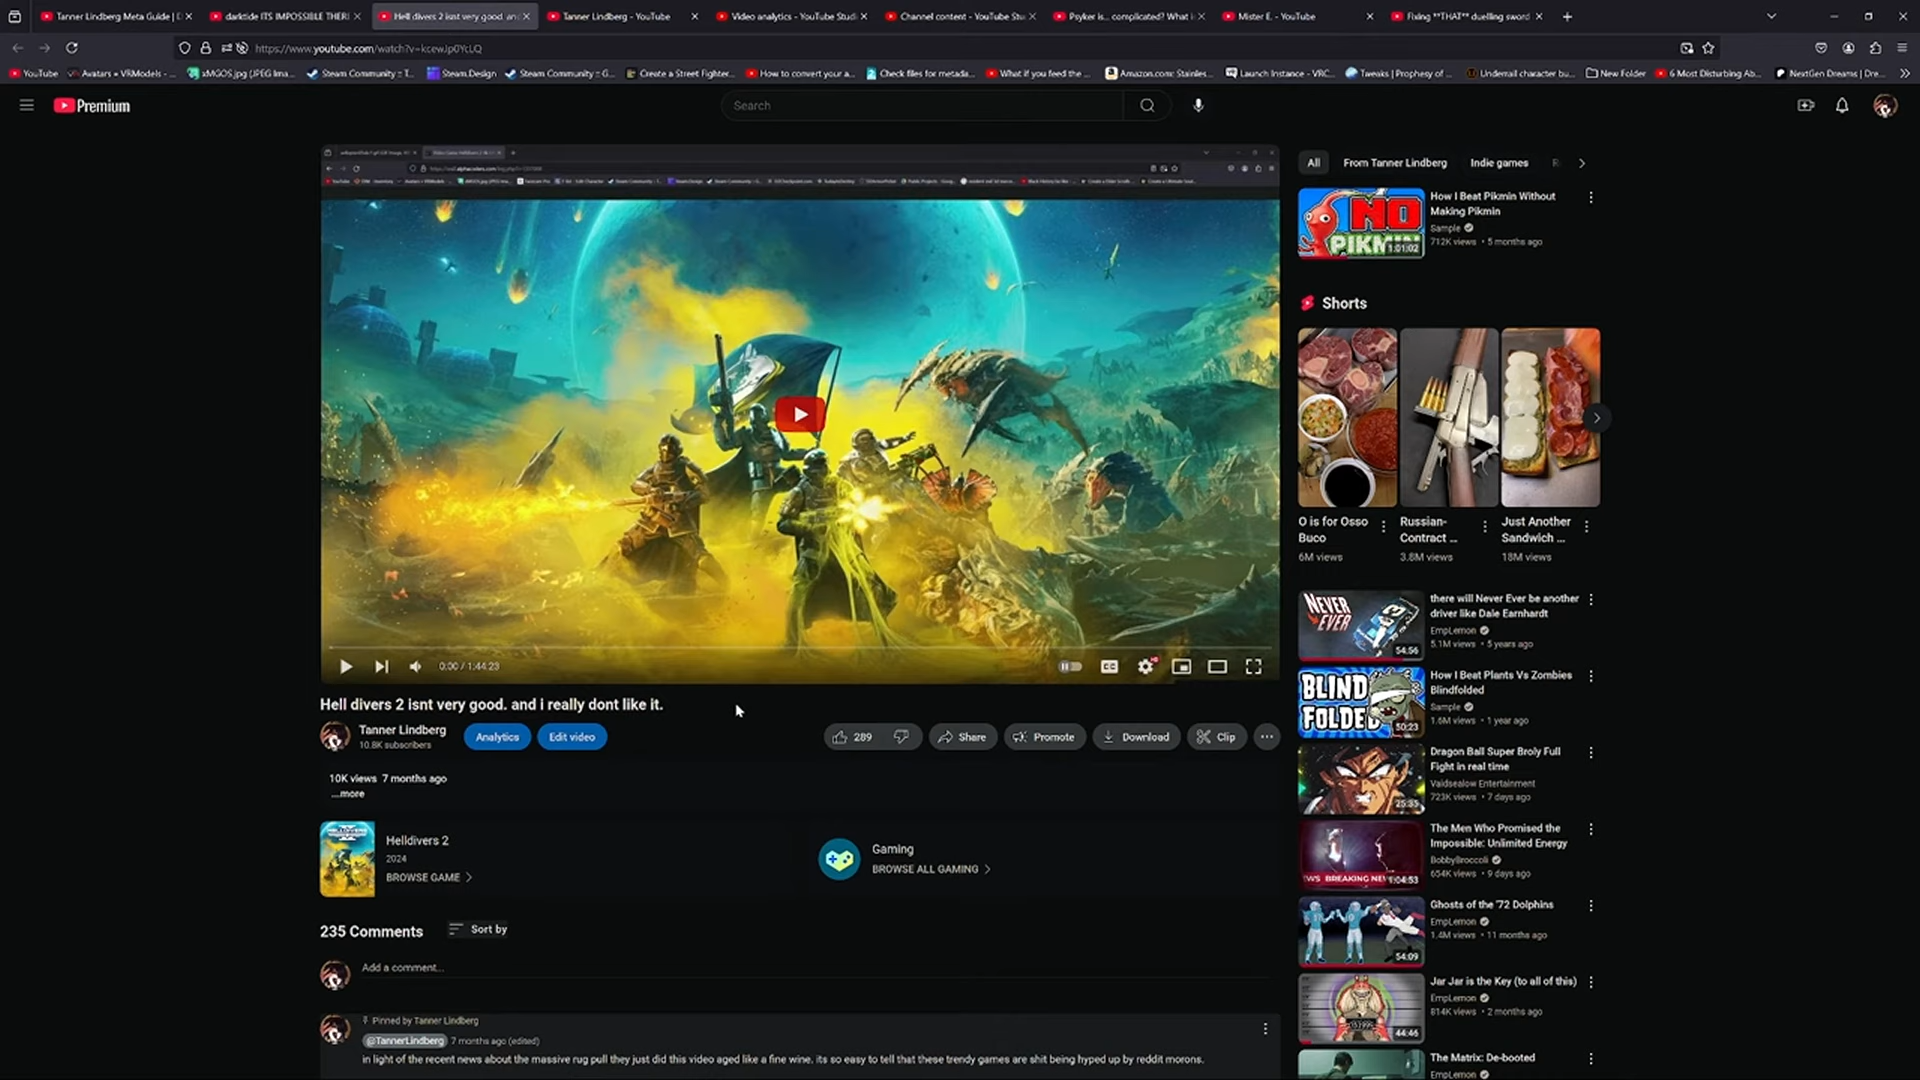 Tanner Lindberg Meta Guide | D
darktide ITS IMPOSSIBLE THERE
Hell divers 2 isnt very good. and
Tanner Lindberg - YouTube
Video analytics - YouTube Studi
Channel content - YouTube Stu
Psyker is... complicated? What i
Mister E. - YouTube
Fixing **THAT** duelling sword
https://www.youtube.com/watch?v=kcewJp0YcLQ
YouTube
Avatars • VRModels - ...
xMGOS.jpg (JPEG Ima...
Steam Community :: T...
Steam.Design
Steam Community :: G...
Create a Street Fighter...
How to convert your a...
Check files for metada...
What if you feed the ...
Amazon.com: Stainles...
Launch Instance - VRC...
Tweaks | Prophesy of ...
Underrail character bu...
New Folder
6 Most Disturbing Ab...
NextGen Dreams | Dre...
Premium
Search
All
From Tanner Lindberg
Indie games
NO
PIKMIN
1:01:02
How I Beat Pikmin Without
Making Pikmin
Sample
712K views • 5 months ago
Shorts
O is for Osso
Buco
6M views
Russian-
Contract ...
3.8M views
Just Another
Sandwich ...
18M views
0:00 / 1:44:23
CC
Hell divers 2 isnt very good. and i really dont like it.
Tanner Lindberg
10.8K subscribers
Analytics
Edit video
289
Share
Promote
Download
Clip
10K views 7 months ago
...more
Helldivers 2
2024
BROWSE GAME
Gaming
BROWSE ALL GAMING
235 Comments
Sort by
Add a comment...
Pinned by Tanner Lindberg
@TannerLindberg 7 months ago (edited)
in light of the recent news about the massive rug pull they just did this video aged like a fine wine. its so easy to tell that these trendy games are shit being hyped up by reddit morons.
NEVER
EVER
3
54:56
there will Never Ever be another
driver like Dale Earnhardt
EmpLemon
5.1M views • 5 years ago
BLIND
FOLDED
50:23
How I Beat Plants Vs Zombies
Blindfolded
Sample
1.6M views • 1 year ago
25:35
Dragon Ball Super Broly Full
Fight in real time
Vaidsealow Entertainment
723K views • 7 days ago
BREAKING NE
1:04:53
The Men Who Promised the
Impossible: Unlimited Energy
BobbyBroccoli
654K views • 9 days ago
54:09
Ghosts of the '72 Dolphins
EmpLemon
1.4M views • 11 months ago
44:46
Jar Jar is the Key (to all of this)
EmpLemon
814K views • 2 months ago
The Matrix: De-booted
EmpLemon